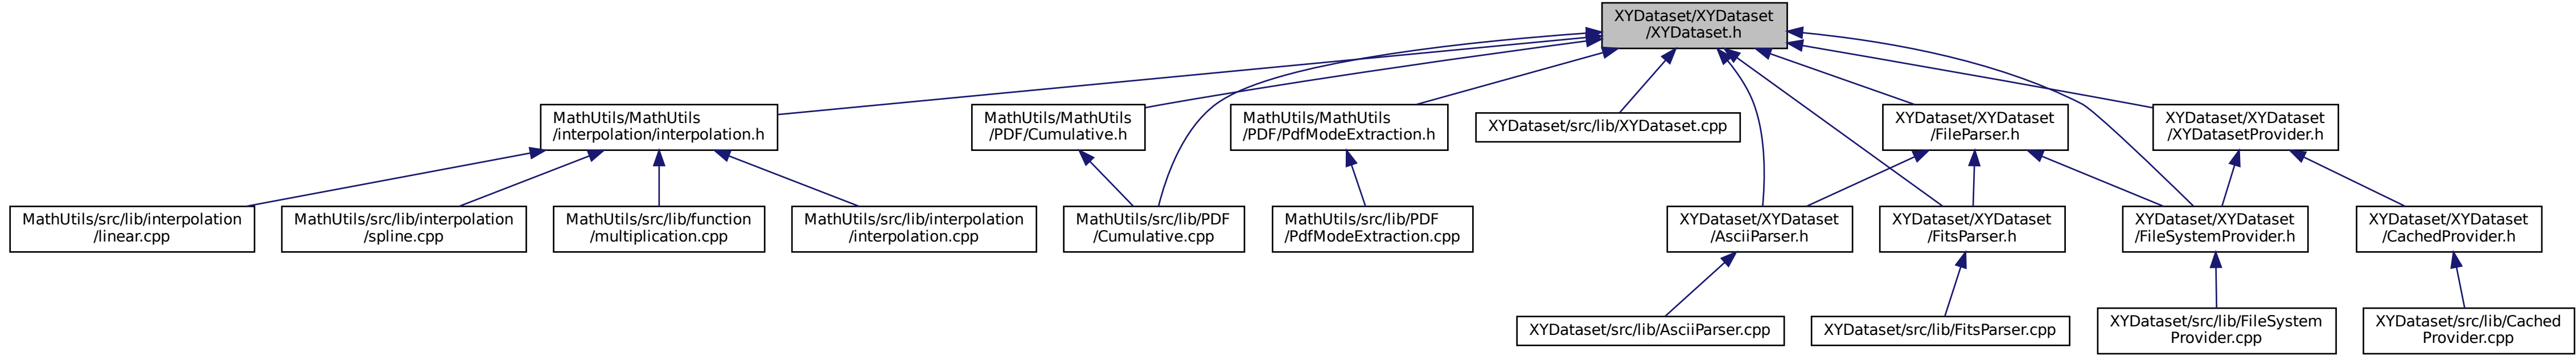 XYDataset/XYDataset
/XYDataset.h
MathUtils/MathUtils
/interpolation/interpolation.h
MathUtils/MathUtils
/PDF/Cumulative.h
MathUtils/MathUtils
/PDF/PdfModeExtraction.h
XYDataset/src/lib/XYDataset.cpp
XYDataset/XYDataset
/FileParser.h
XYDataset/XYDataset
/XYDatasetProvider.h
MathUtils/src/lib/interpolation
/linear.cpp
MathUtils/src/lib/interpolation
/spline.cpp
MathUtils/src/lib/function
/multiplication.cpp
MathUtils/src/lib/interpolation
/interpolation.cpp
MathUtils/src/lib/PDF
/Cumulative.cpp
MathUtils/src/lib/PDF
/PdfModeExtraction.cpp
XYDataset/XYDataset
/AsciiParser.h
XYDataset/XYDataset
/FitsParser.h
XYDataset/XYDataset
/FileSystemProvider.h
XYDataset/XYDataset
/CachedProvider.h
XYDataset/src/lib/AsciiParser.cpp
XYDataset/src/lib/FitsParser.cpp
XYDataset/src/lib/FileSystem
Provider.cpp
XYDataset/src/lib/Cached
Provider.cpp